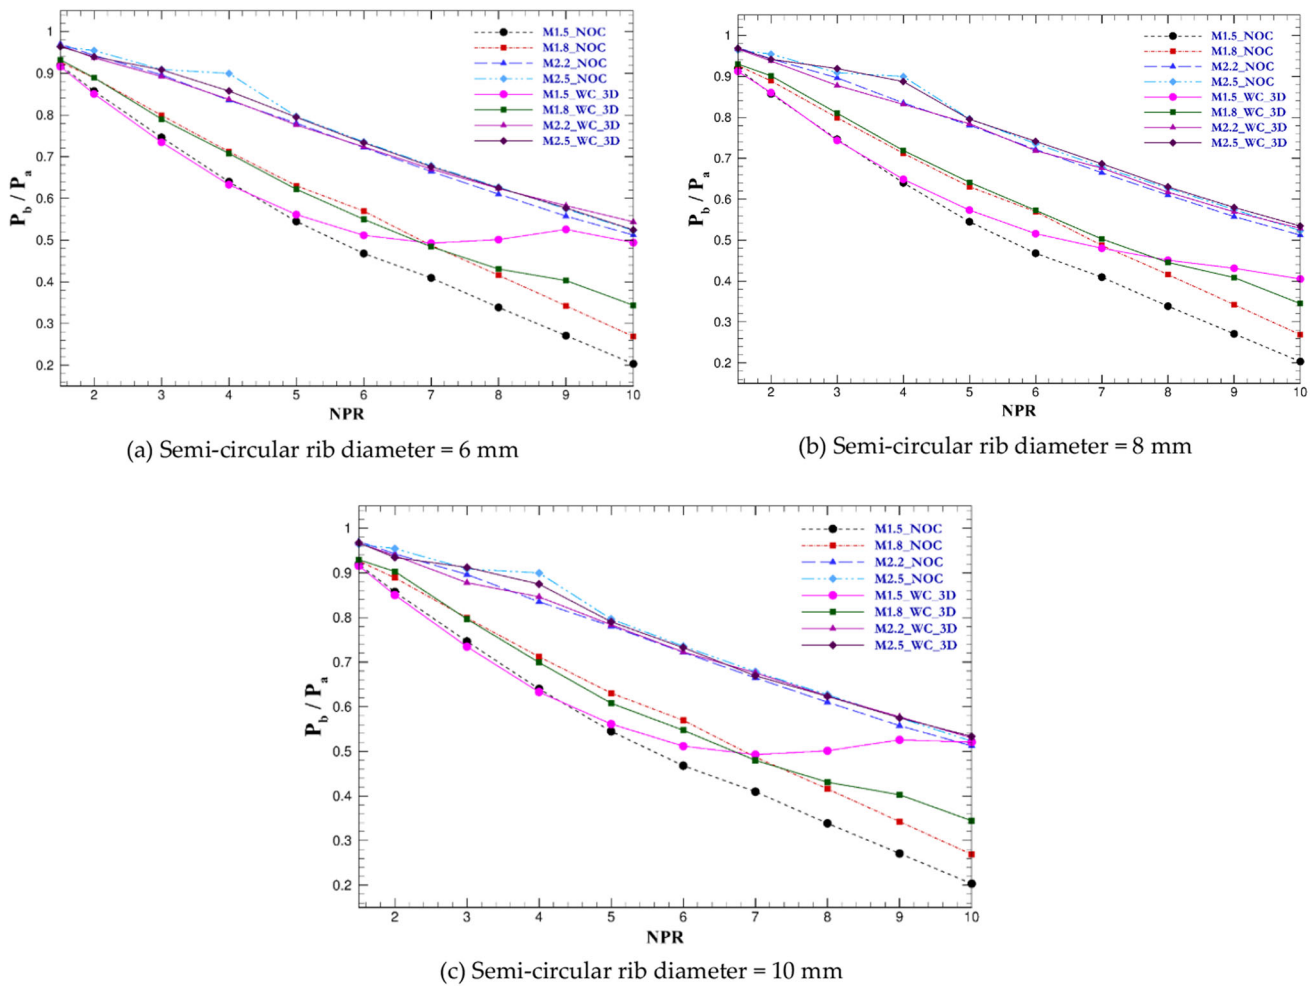 1
0.9
0.8
0.7
0.6
0.5
0.4
0.3
0.2
P_b / P_a
2 3 4 5 6 7 8 9 10
NPR
M1.5_NOC
M1.8_NOC
M2.2_NOC
M2.5_NOC
M1.5_WC_3D
M1.8_WC_3D
M2.2_WC_3D
M2.5_WC_3D
(a) Semi-circular rib diameter = 6 mm
1
0.9
0.8
0.7
0.6
0.5
0.4
0.3
0.2
P_b / P_a
2 3 4 5 6 7 8 9 10
NPR
M1.5_NOC
M1.8_NOC
M2.2_NOC
M2.5_NOC
M1.5_WC_3D
M1.8_WC_3D
M2.2_WC_3D
M2.5_WC_3D
(b) Semi-circular rib diameter = 8 mm
1
0.9
0.8
0.7
0.6
0.5
0.4
0.3
0.2
P_b / P_a
2 3 4 5 6 7 8 9 10
NPR
M1.5_NOC
M1.8_NOC
M2.2_NOC
M2.5_NOC
M1.5_WC_3D
M1.8_WC_3D
M2.2_WC_3D
M2.5_WC_3D
(c) Semi-circular rib diameter = 10 mm